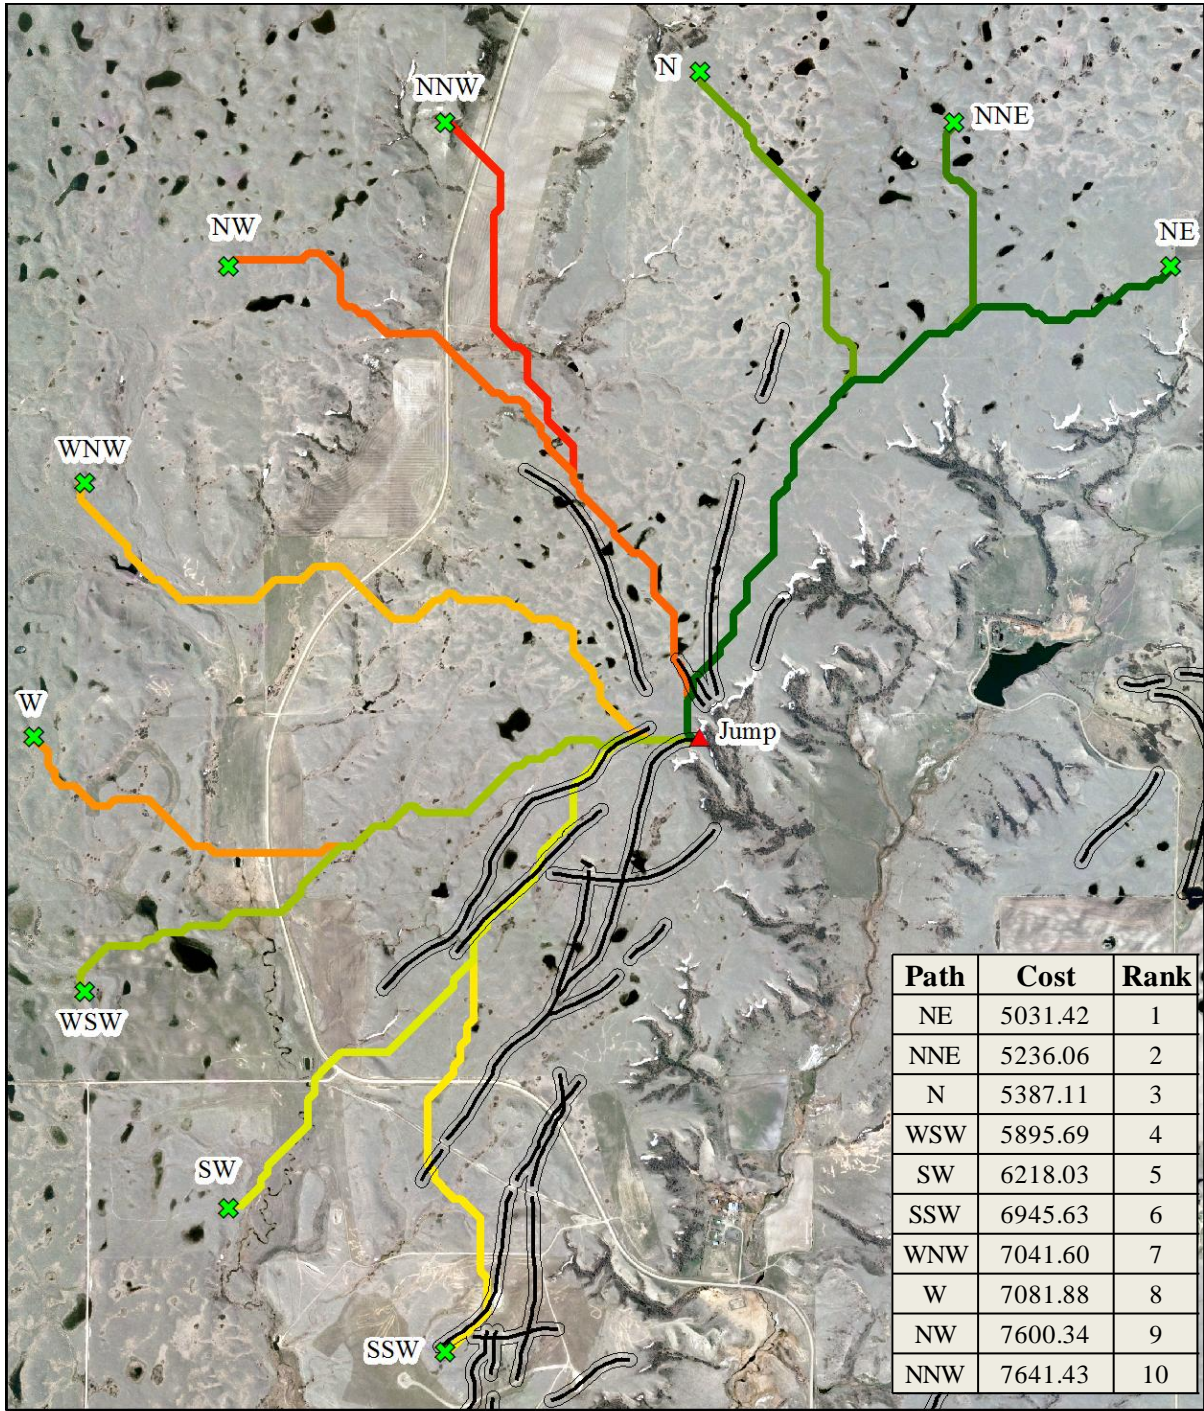 N
NNW
NNE
NW
NE
WNW
W
Jump
WSW
SW
SSW
Path Cost Rank
NE 5031.42 1
NNE 5236.06 2
N 5387.11 3
WSW 5895.69 4
SW 6218.03 5
SSW 6945.63 6
WNW 7041.60 7
W 7081.88 8
NW 7600.34 9
NNW 7641.43 10